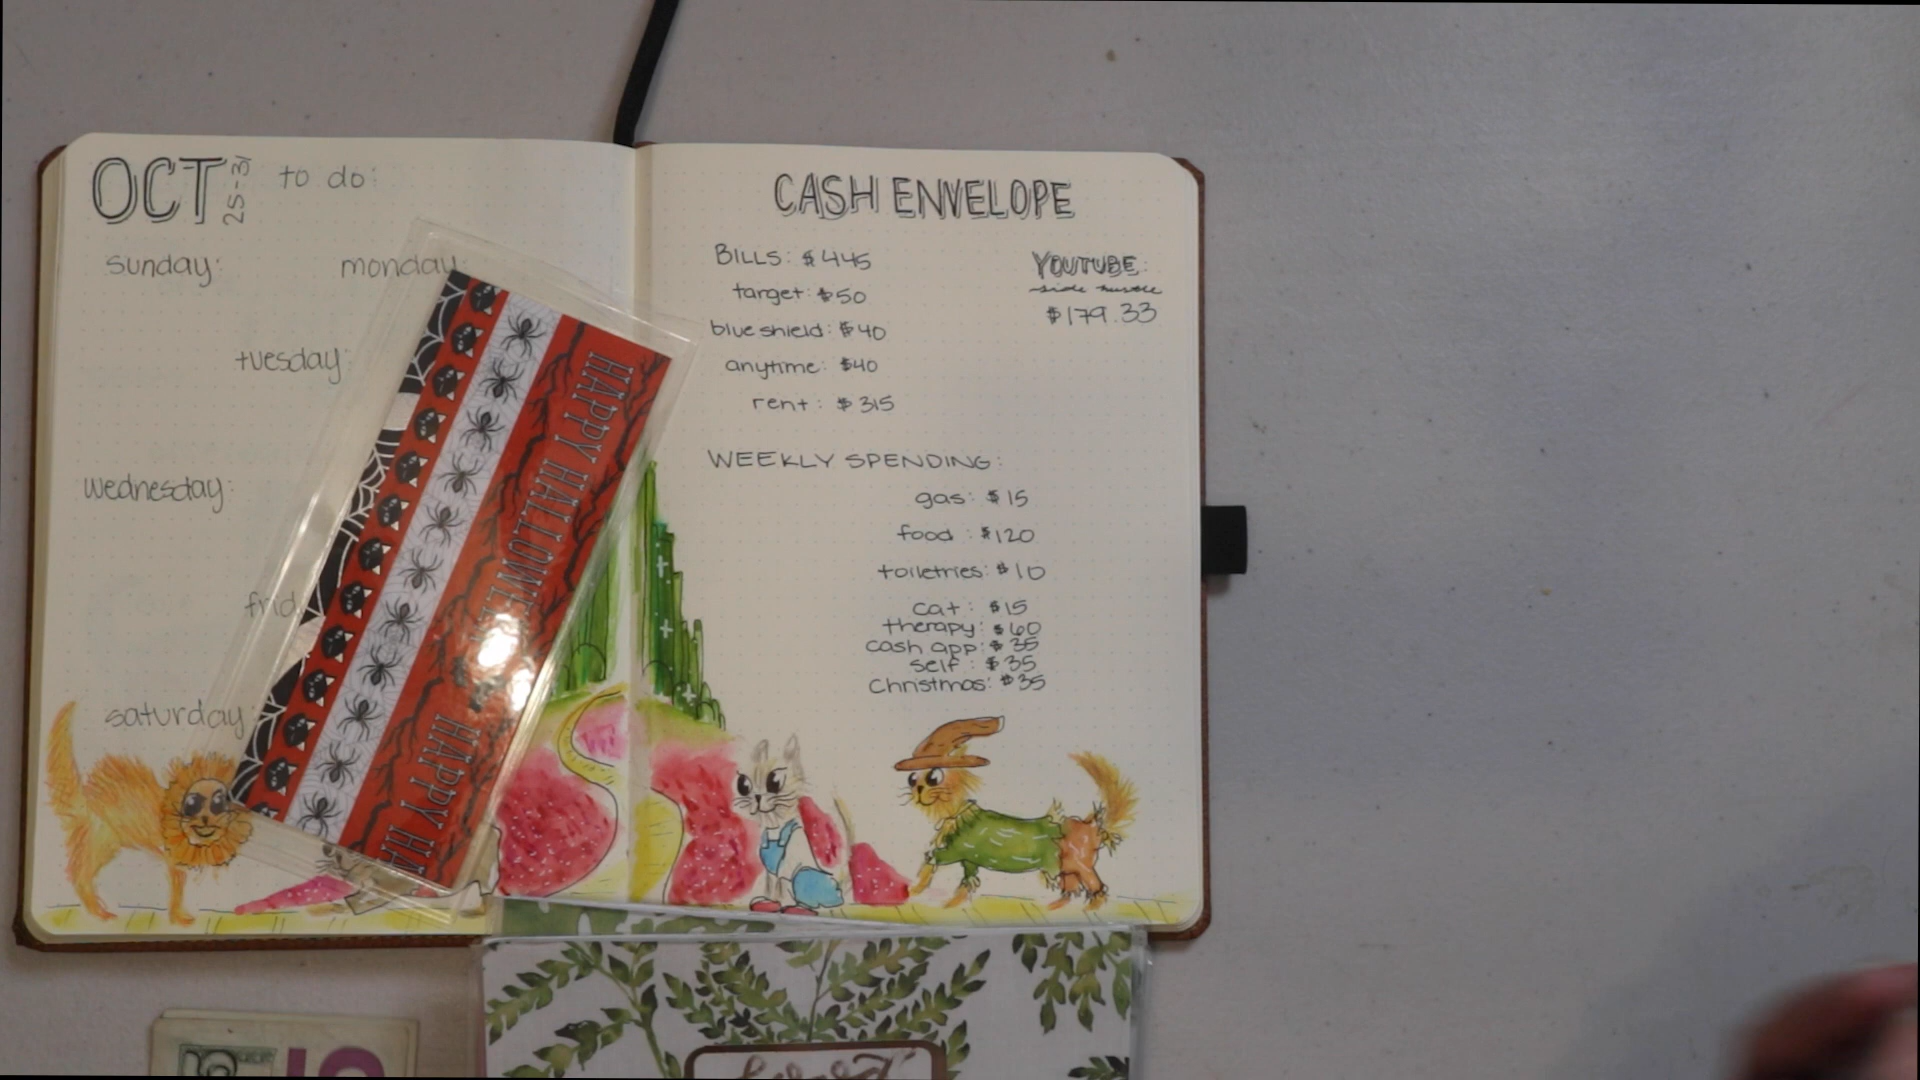 OCT 25-31
to do:
sunday:
monday:
tuesday:
wednesday:
frid
saturday:
HAPPY HALLOWEEN
HAPPY HA
CASH ENVELOPE
BILLS: $445
target: $50
blue shield: $40
anytime: $40
rent: $315
YOUTUBE:
side hustle
$179.33
WEEKLY SPENDING:
gas: $15
food: $120
toiletries: $10
cat: $15
therapy: $60
cash app: $35
self: $35
Christmas: $35